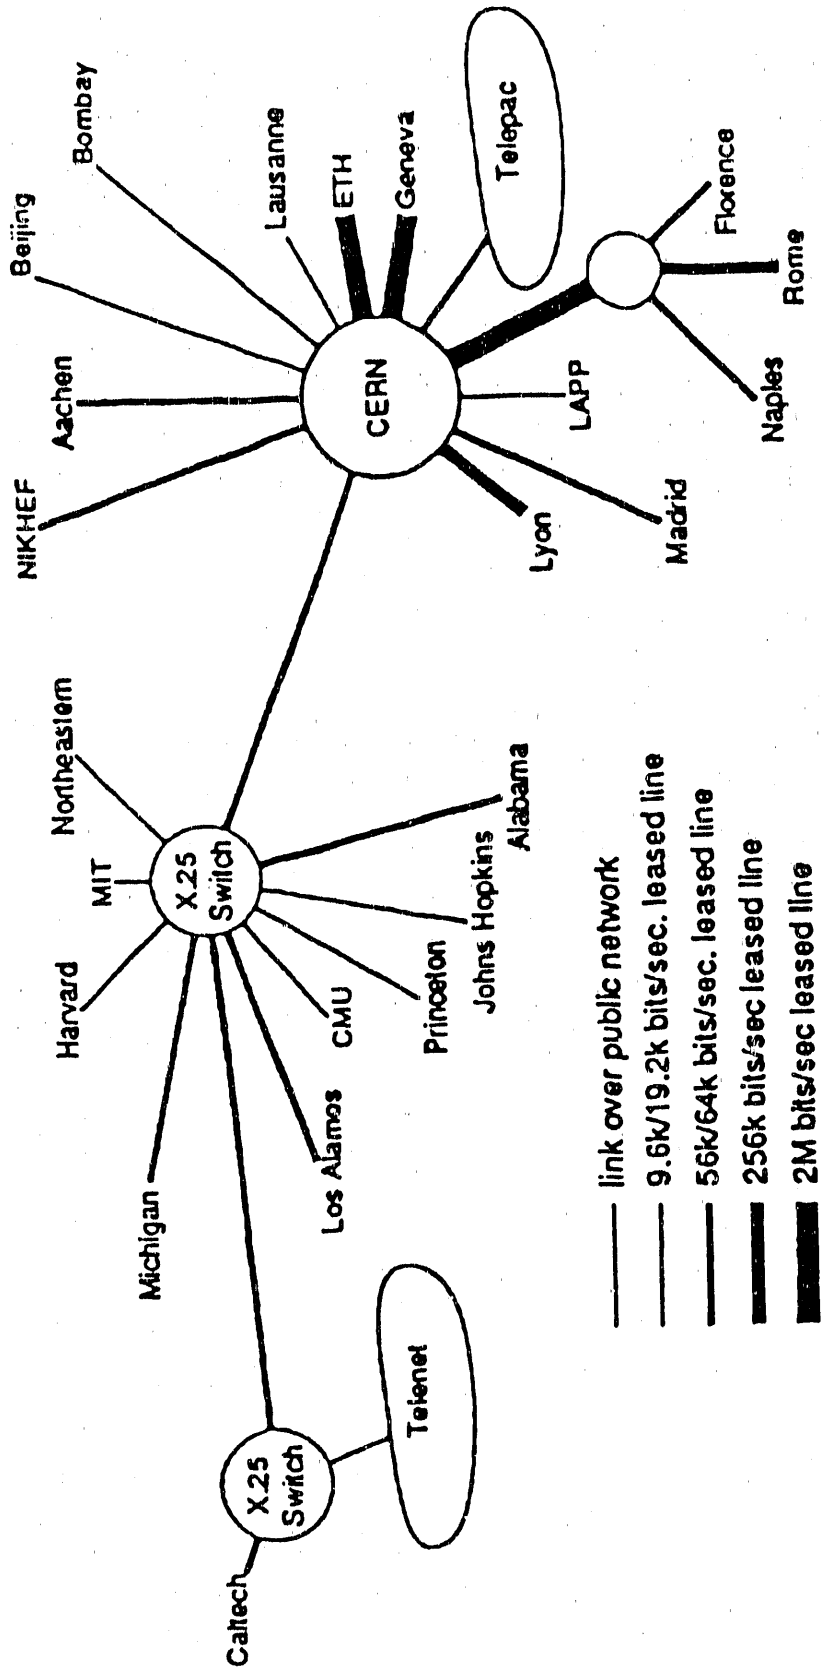 Caltech
X.25
Switch
Telenet
Michigan
Los Alamos
Harvard
MIT
Northeastern
X.25
Switch
CMU
Princeton
Johns Hopkins
Alabama
NIKHEF
Aachen
Beijing
Bombay
CERN
Lausanne
ETH
Geneva
Telepac
LAPP
Lyon
Madrid
Naples
Rome
Florence
link over public network
9.6k/19.2k bits/sec. leased line
56k/64k bits/sec. leased line
256k bits/sec leased line
2M bits/sec leased line